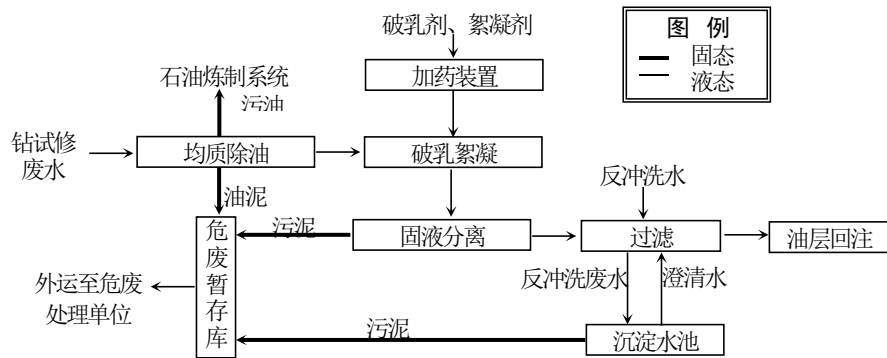 破乳剂、絮凝剂
图 例
固态
液态
石油炼制系统
污油
加药装置
钻试修
废水
均质除油
破乳絮凝
油泥
反冲洗水
危废暂存库
污泥
固液分离
过滤
油层回注
外运至危废
处理单位
反冲洗废水
澄清水
污泥
沉淀水池